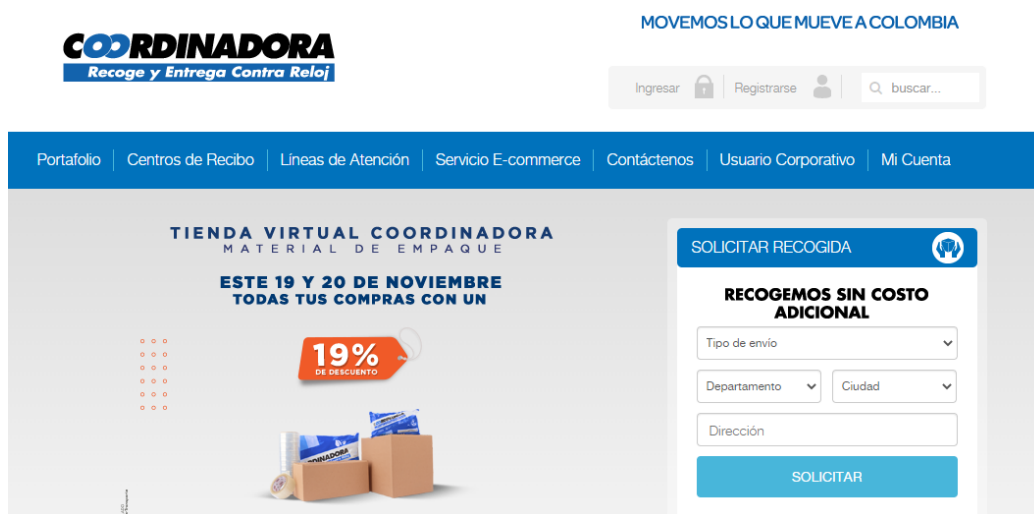 MOVEMOS LO QUE MUEVE A COLOMBIA
COORDINADORA
Recoge y Entrega Contra Reloj
Ingresar Registrarse buscar...
Portafolio Centros de Recibo Líneas de Atención Servicio E-commerce Contáctenos Usuario Corporativo Mi Cuenta
TIENDA VIRTUAL COORDINADORA
MATERIAL DE EMPAQUE
ESTE 19 Y 20 DE NOVIEMBRE
TODAS TUS COMPRAS CON UN
19%
DE DESCUENTO
COORDINADORA
SOLICITAR RECOGIDA
RECOGEMOS SIN COSTO
ADICIONAL
Tipo de envío
Departamento Ciudad
Dirección
SOLICITAR